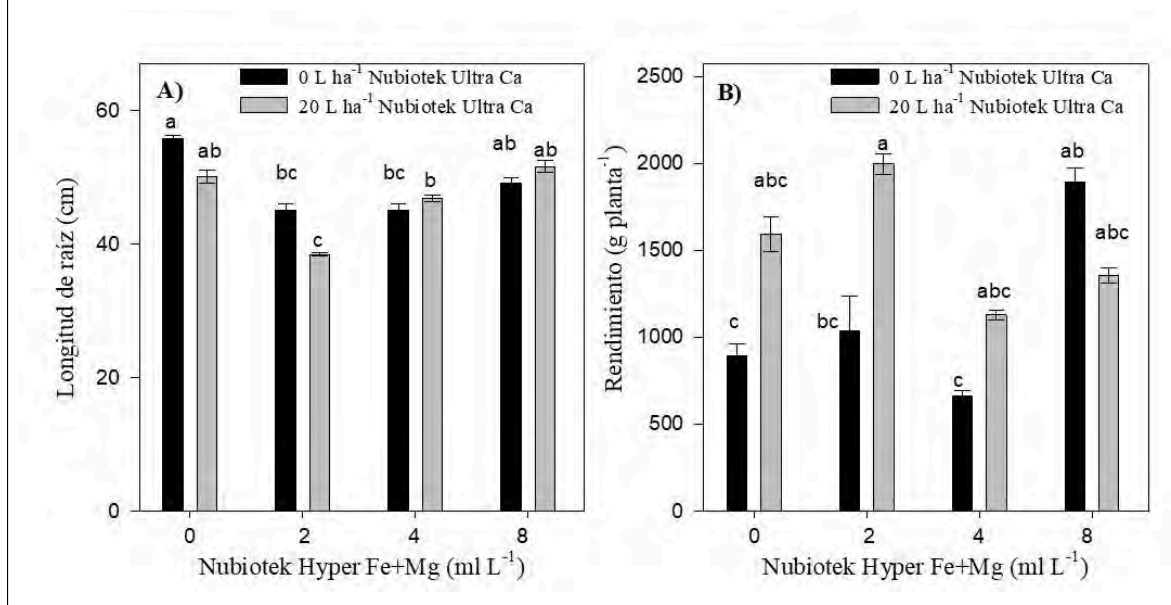 A)
0 L ha⁻¹ Nubiotek Ultra Ca
20 L ha⁻¹ Nubiotek Ultra Ca
60
40
20
0
Longitud de raíz (cm)
a
ab
bc
c
bc
b
ab
ab
0
2
4
8
Nubiotek Hyper Fe+Mg (ml L⁻¹)
B)
0 L ha⁻¹ Nubiotek Ultra Ca
20 L ha⁻¹ Nubiotek Ultra Ca
2500
2000
1500
1000
500
0
Rendimiento (g planta⁻¹)
c
abc
bc
a
c
abc
ab
abc
0
2
4
8
Nubiotek Hyper Fe+Mg (ml L⁻¹)